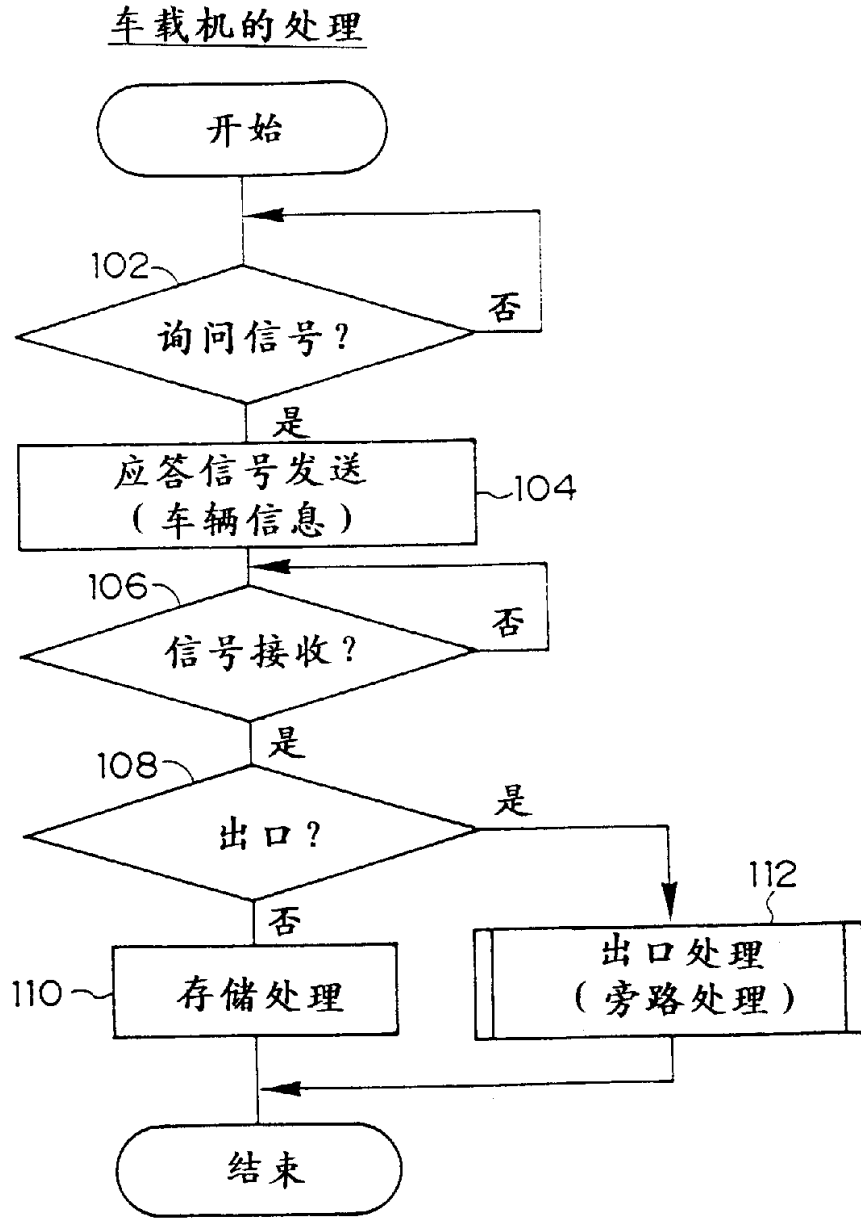 车载机的处理
开始
102
询问信号？
否
是
应答信号发送
（车辆信息）
104
106
信号接收？
否
是
108
出口？
是
否
112
110
存储处理
出口处理
（旁路处理）
结束